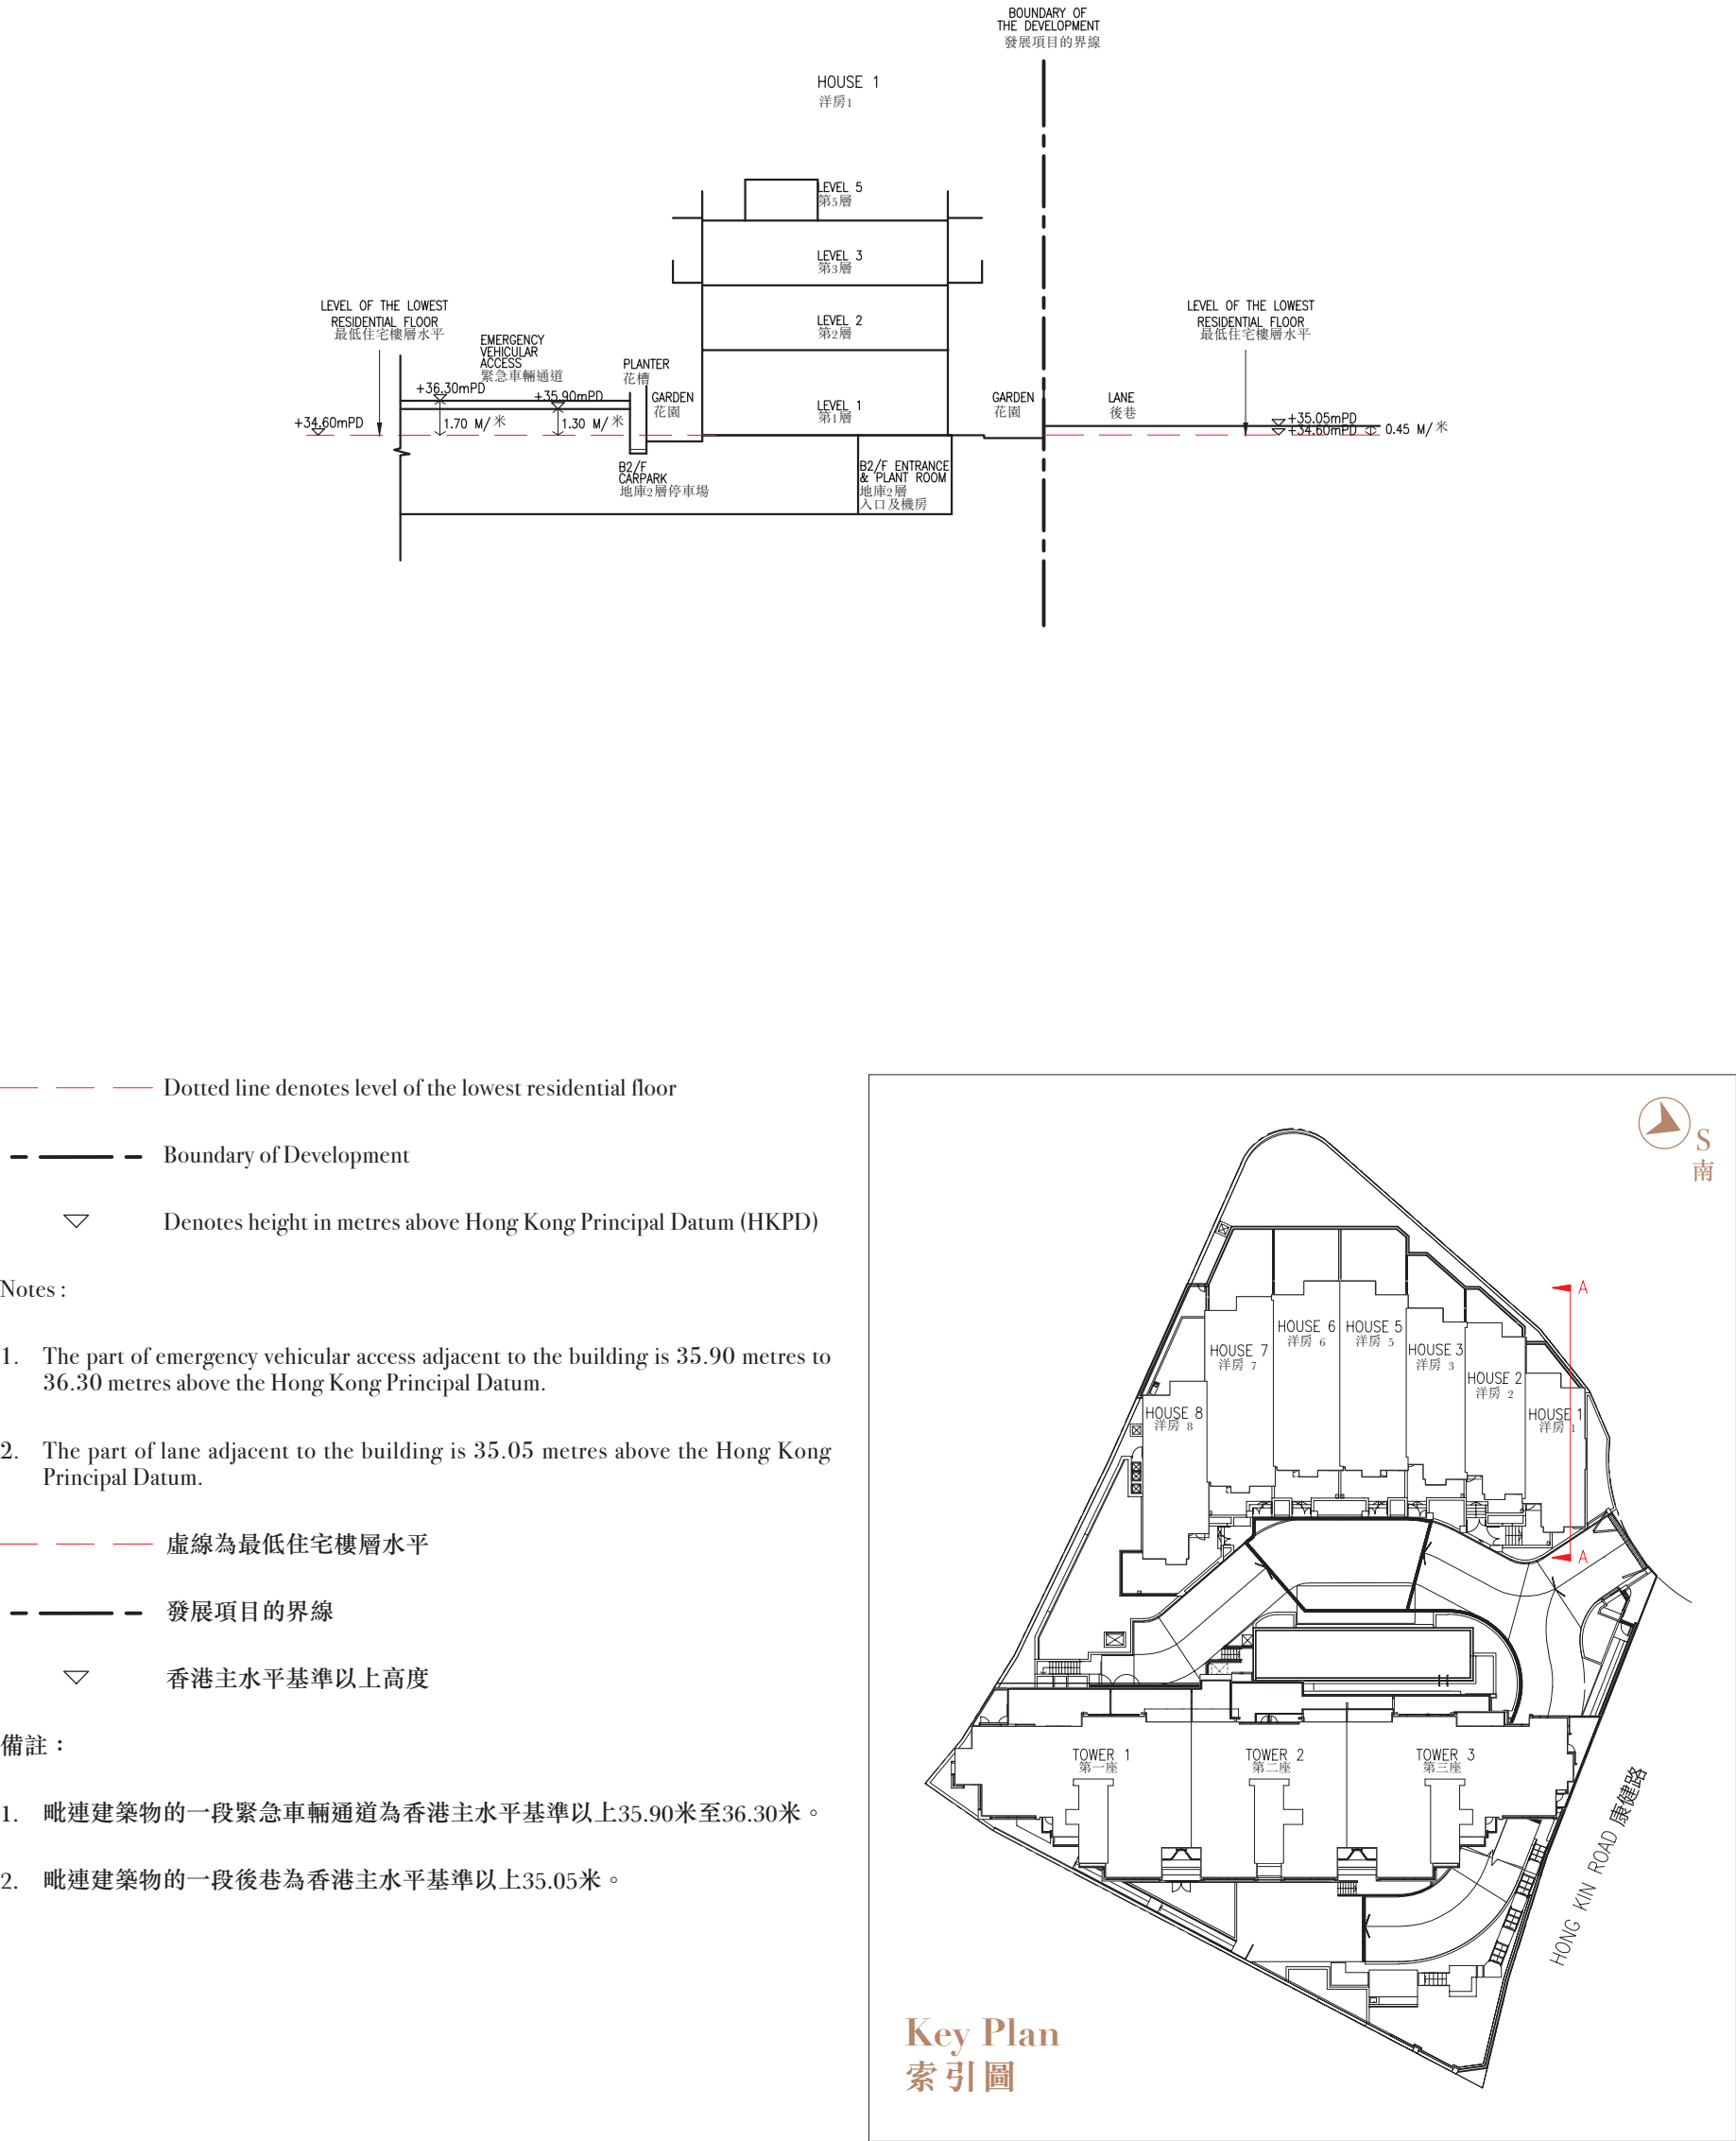 BOUNDARY OF
THE DEVELOPMENT
發展項目的界線
HOUSE 1
洋房1
LEVEL 5
第5層
LEVEL 3
第3層
LEVEL 2
第2層
LEVEL 1
第1層
LEVEL OF THE LOWEST
RESIDENTIAL FLOOR
最低住宅樓層水平
EMERGENCY
VEHICULAR
ACCESS
緊急車輛通道
PLANTER
花槽
GARDEN
花園
+36.30mPD
+35.90mPD
+34.60mPD
1.70 M/米
1.30 M/米
B2/F
CARPARK
地庫2層停車場
B2/F ENTRANCE
& PLANT ROOM
地庫2層
入口及機房
GARDEN
花園
LANE
後巷
LEVEL OF THE LOWEST
RESIDENTIAL FLOOR
最低住宅樓層水平
+35.05mPD
+34.60mPD
0.45 M/米
Dotted line denotes level of the lowest residential floor
Boundary of Development
Denotes height in metres above Hong Kong Principal Datum (HKPD)
Notes :
1. The part of emergency vehicular access adjacent to the building is 35.90 metres to
36.30 metres above the Hong Kong Principal Datum.
2. The part of lane adjacent to the building is 35.05 metres above the Hong Kong
Principal Datum.
虛線為最低住宅樓層水平
發展項目的界線
香港主水平基準以上高度
備註：
1. 毗連建築物的一段緊急車輛通道為香港主水平基準以上35.90米至36.30米。
2. 毗連建築物的一段後巷為香港主水平基準以上35.05米。
S
南
A
HOUSE 6
洋房 6
HOUSE 5
洋房 5
HOUSE 7
洋房 7
HOUSE 3
洋房 3
HOUSE 2
洋房 2
HOUSE 8
洋房 8
HOUSE 1
洋房 1
A
TOWER 1
第一座
TOWER 2
第二座
TOWER 3
第三座
HONG KIN ROAD 康健路
Key Plan
索引圖